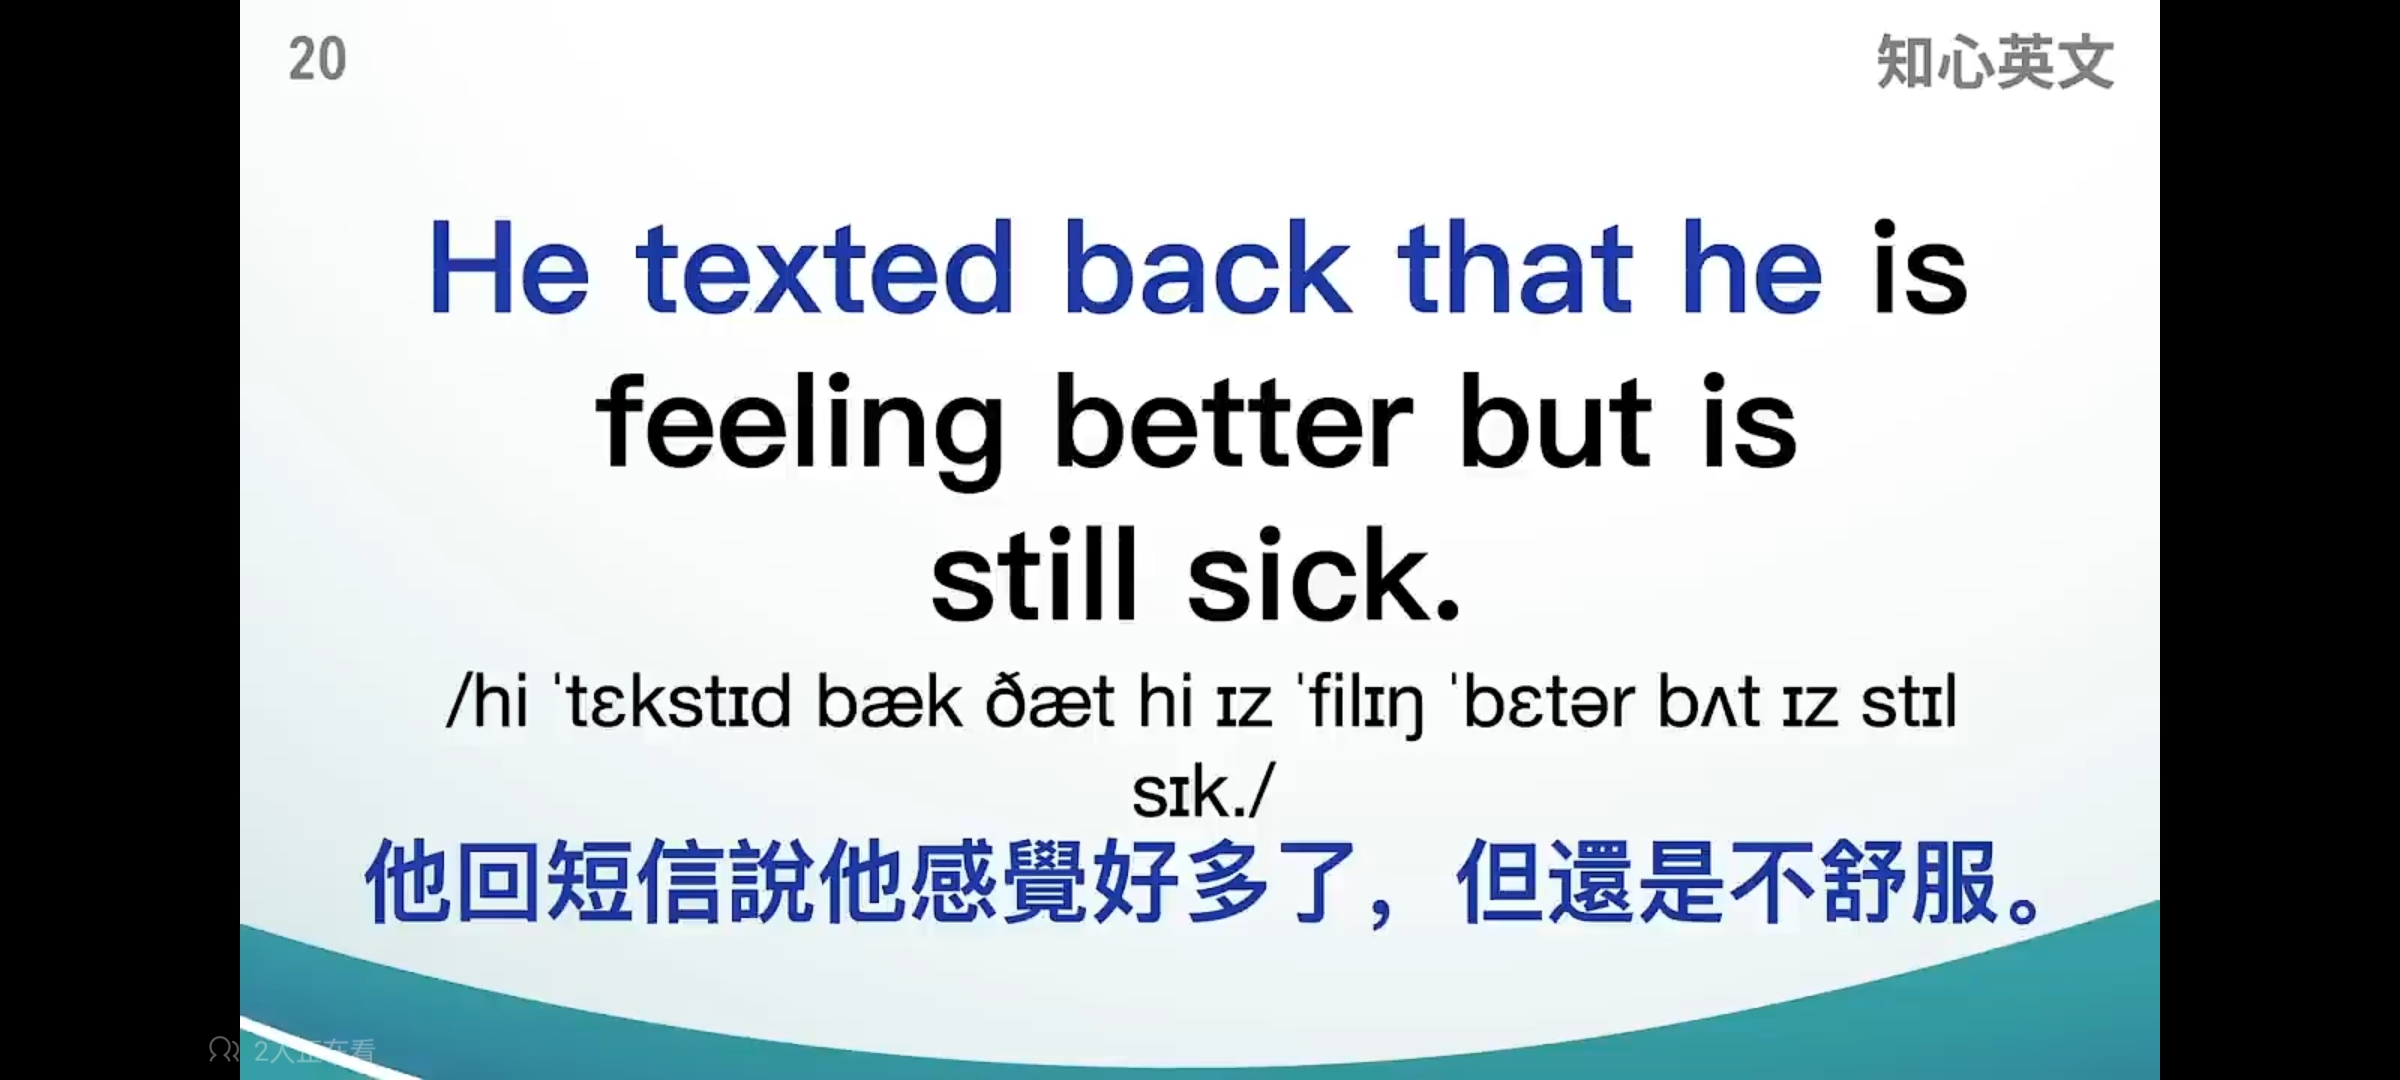 20
知心英文
He texted back that he is
feeling better but is
still sick.
/hi ˈtɛkstɪd bæk ðæt hi ɪz ˈfilɪŋ ˈbɛtər bʌt ɪz stɪl
sɪk./
他回短信說他感覺好多了，但還是不舒服。
2人正在看